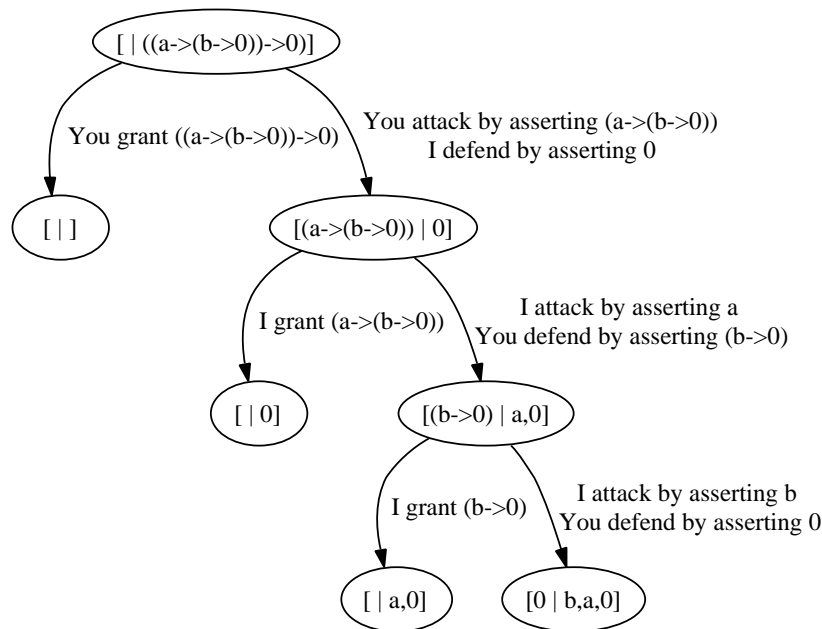 [ | ((a->(b->0))->0)]
You grant ((a->(b->0))->0)
You attack by asserting (a->(b->0))
I defend by asserting 0
[ | ]
[(a->(b->0)) | 0]
I grant (a->(b->0))
I attack by asserting a
You defend by asserting (b->0)
[ | 0]
[(b->0) | a,0]
I grant (b->0)
I attack by asserting b
You defend by asserting 0
[ | a,0]
[0 | b,a,0]